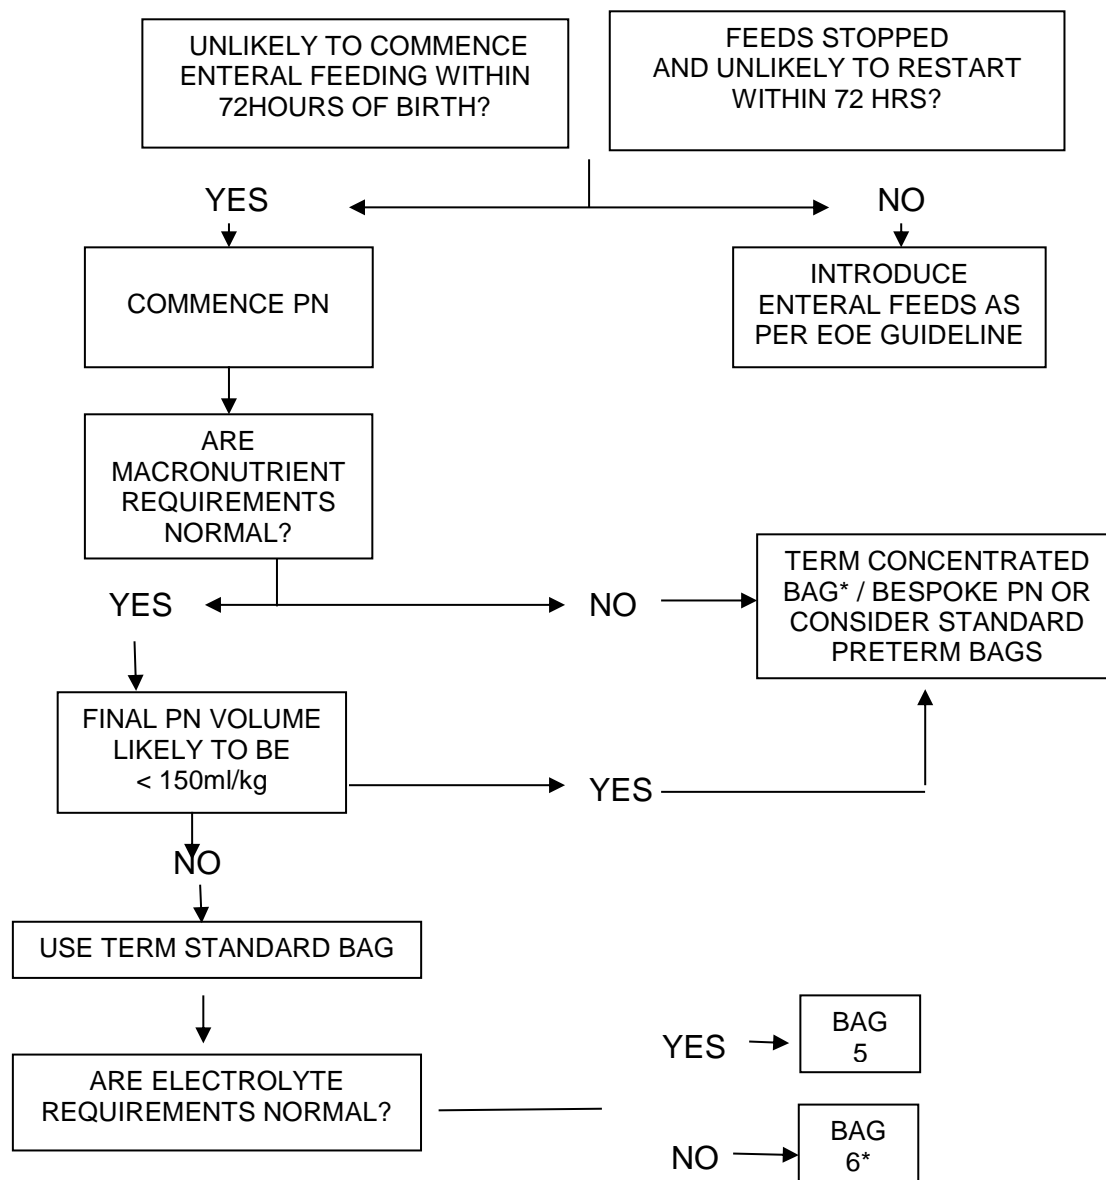 UNLIKELY TO COMMENCE
ENTERAL FEEDING WITHIN
72HOURS OF BIRTH?
FEEDS STOPPED
AND UNLIKELY TO RESTART
WITHIN 72 HRS?
YES
NO
COMMENCE PN
INTRODUCE
ENTERAL FEEDS AS
PER EOE GUIDELINE
ARE
MACRONUTRIENT
REQUIREMENTS
NORMAL?
YES
NO
TERM CONCENTRATED
BAG* / BESPOKE PN OR
CONSIDER STANDARD
PRETERM BAGS
FINAL PN VOLUME
LIKELY TO BE
< 150ml/kg
YES
NO
USE TERM STANDARD BAG
ARE ELECTROLYTE
REQUIREMENTS NORMAL?
YES
BAG
5
NO
BAG
6*